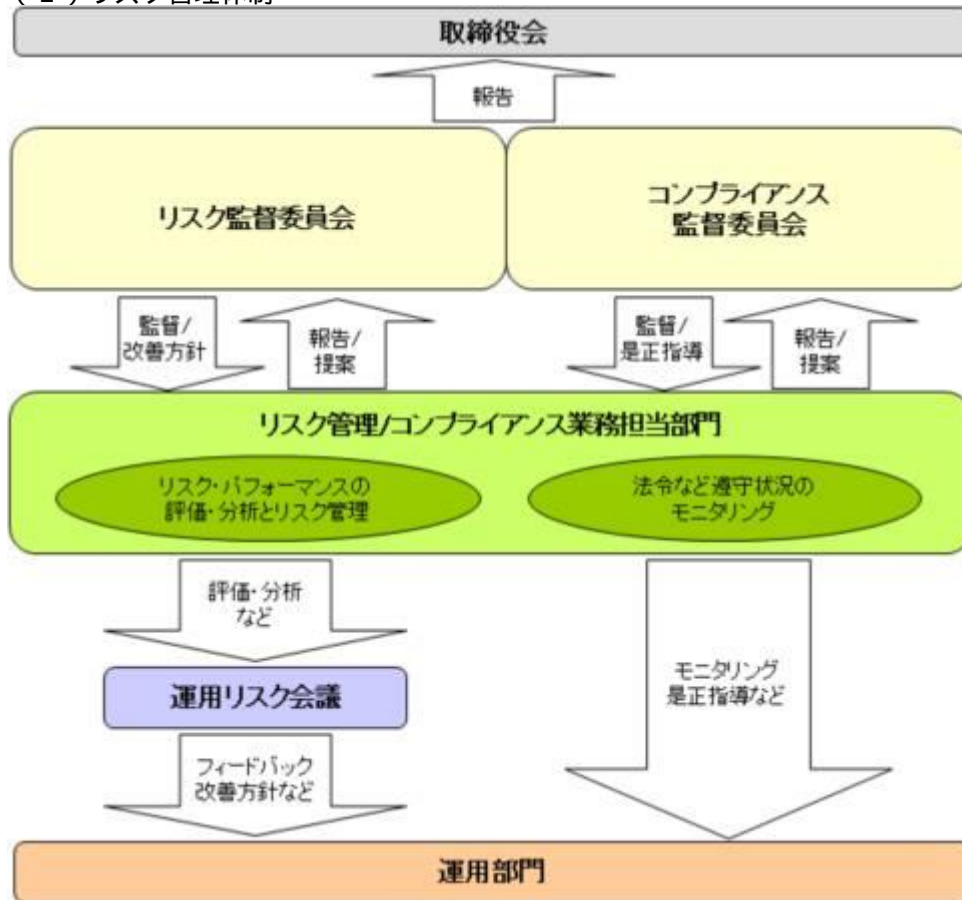 リスク管理体制
取締役会
報告
リスク監督委員会
コンプライアンス
監督委員会
監督/
改善方針
報告/
提案
監督/
是正指導
報告/
提案
リスク管理/コンプライアンス業務担当部門
リスク・パフォーマンスの
評価・分析とリスク管理
法令など遵守状況の
モニタリング
評価・分析
など
運用リスク会議
モニタリング
是正指導など
フィードバック
改善方針など
運用部門